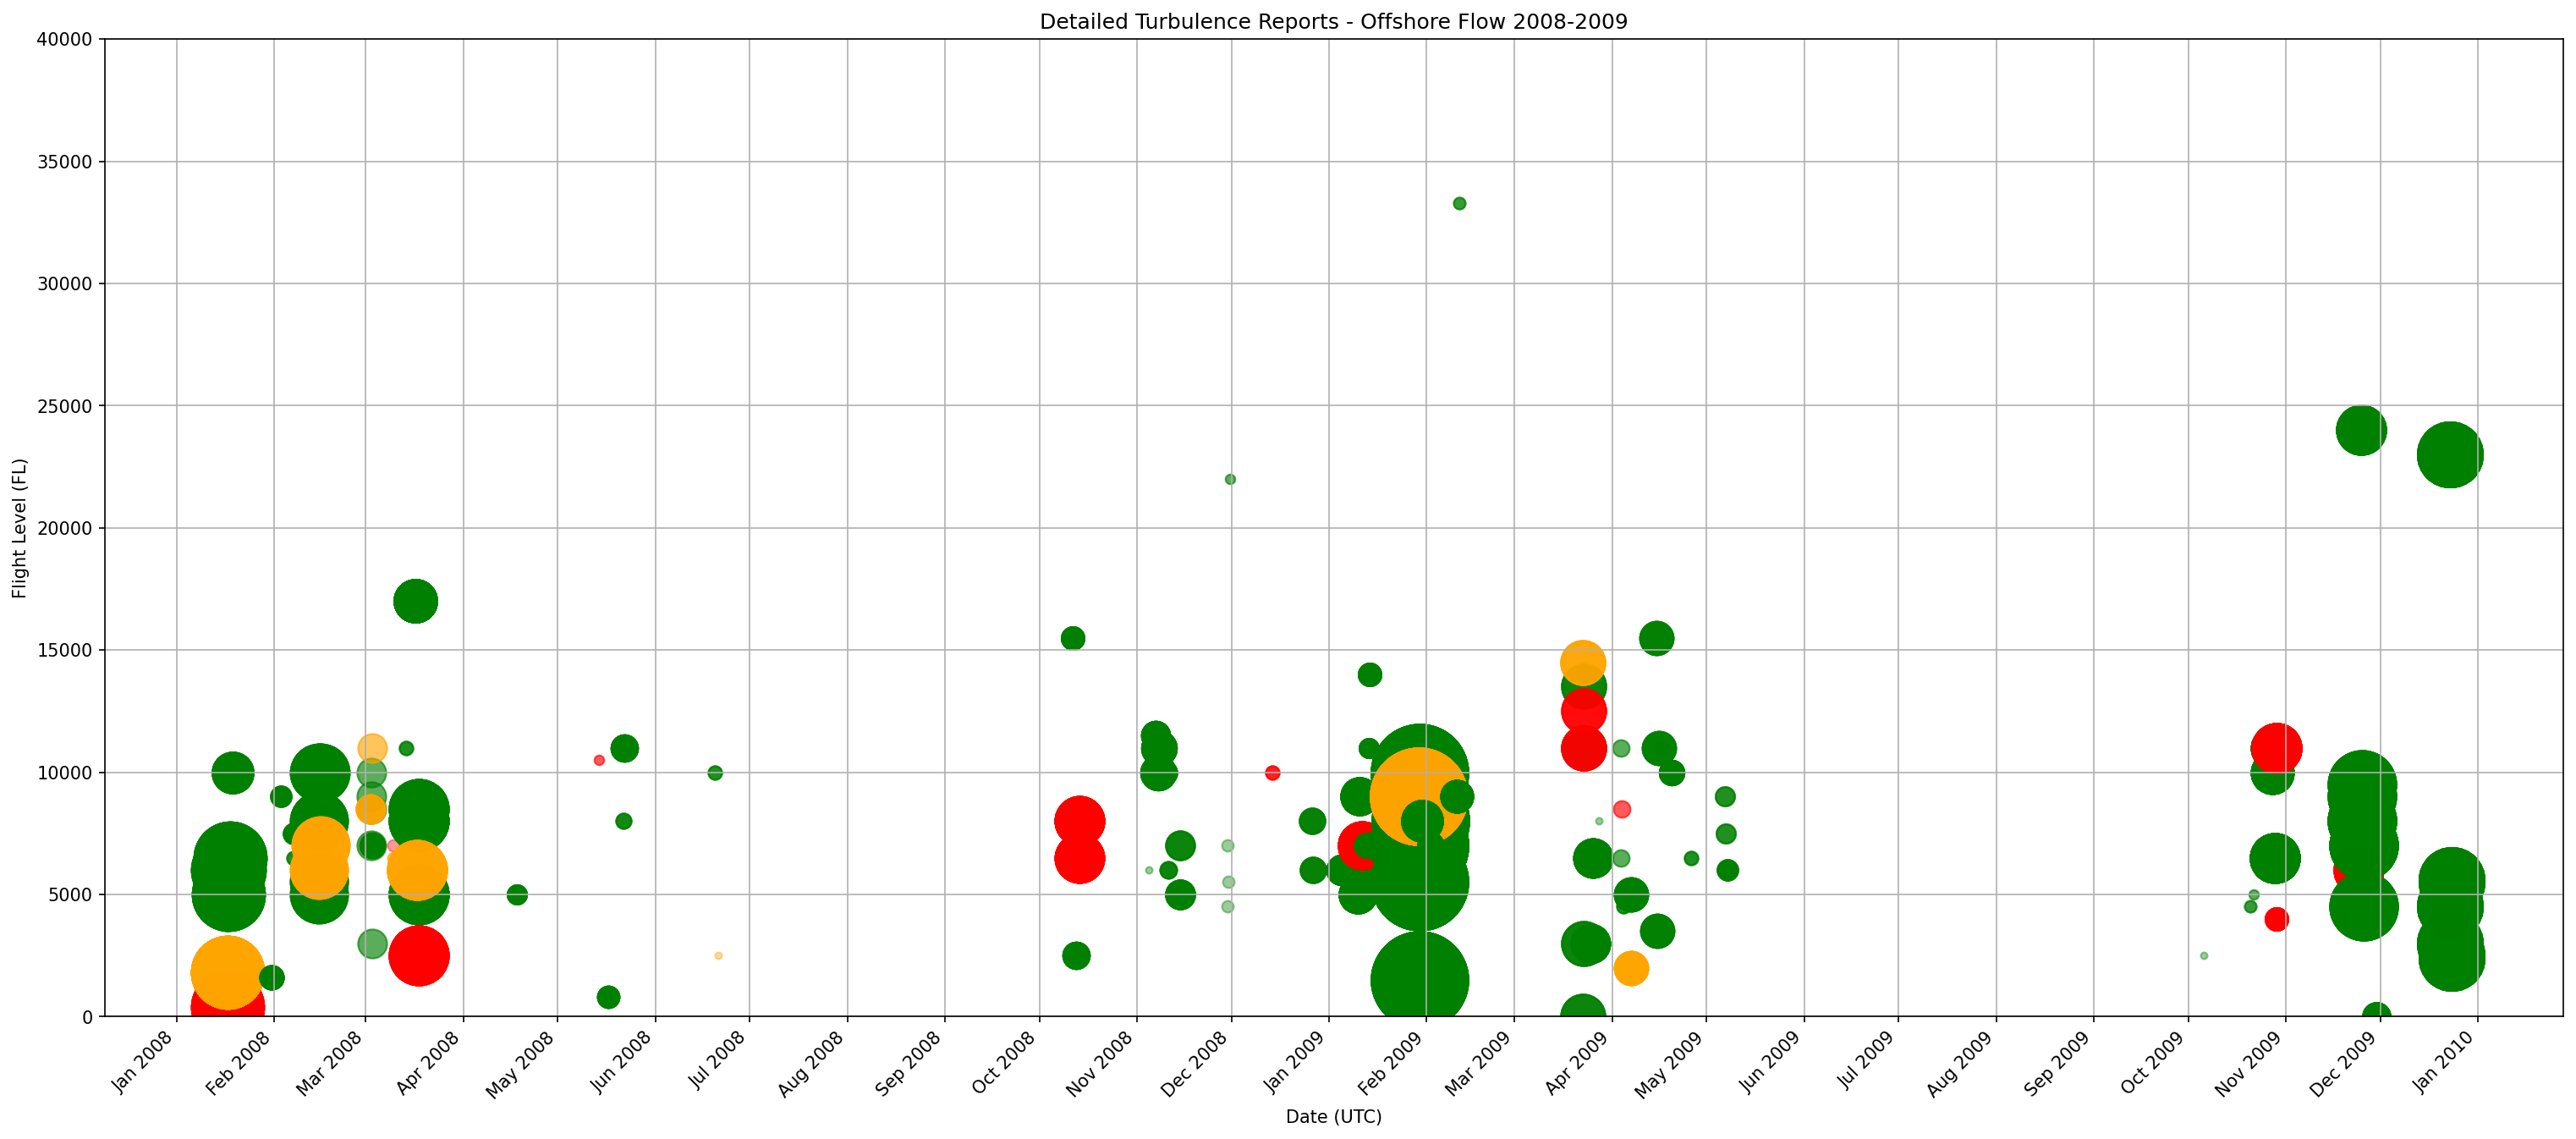 Detailed Turbulence Reports - Offshore Flow 2008-2009
40000
35000
30000
25000
20000
15000
10000
5000
0
Flight Level (FL)
Jan 2008
Feb 2008
Mar 2008
Apr 2008
May 2008
Jun 2008
Jul 2008
Aug 2008
Sep 2008
Oct 2008
Nov 2008
Dec 2008
Jan 2009
Feb 2009
Mar 2009
Apr 2009
May 2009
Jun 2009
Jul 2009
Aug 2009
Sep 2009
Oct 2009
Nov 2009
Dec 2009
Jan 2010
Date (UTC)